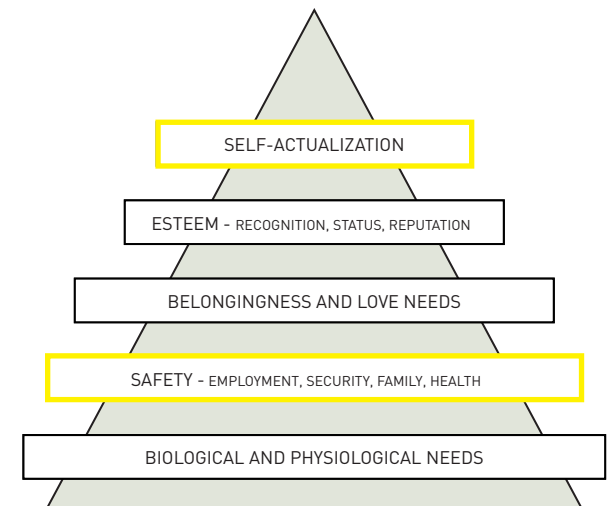 SELF-ACTUALIZATION
ESTEEM - RECOGNITION, STATUS, REPUTATION
BELONGINGNESS AND LOVE NEEDS
SAFETY - EMPLOYMENT, SECURITY, FAMILY, HEALTH
BIOLOGICAL AND PHYSIOLOGICAL NEEDS